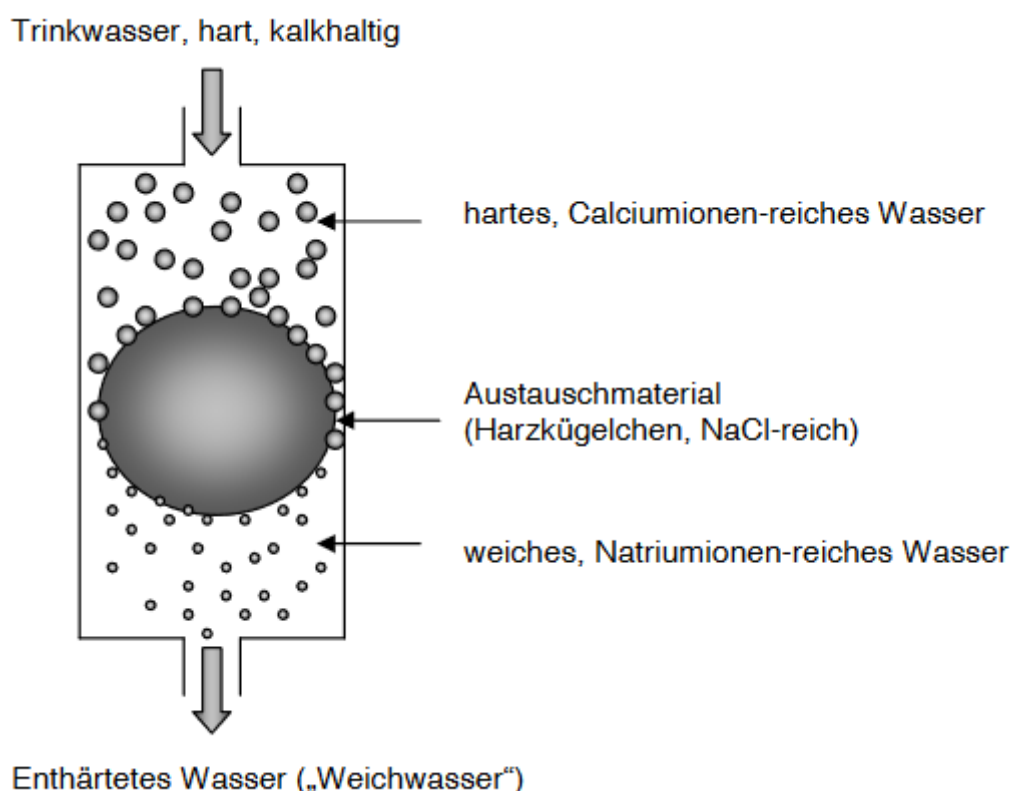 Trinkwasser, hart, kalkhaltig
hartes, Calciumionen-reiches Wasser
Austauschmaterial
(Harzkügelchen, NaCl-reich)
weiches, Natriumionen-reiches Wasser
Enthärtetes Wasser („Weichwasser“)